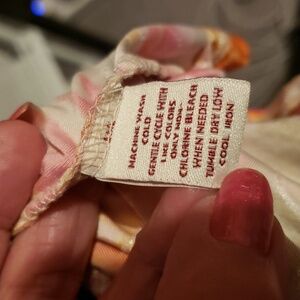 MACHINE WASH
COLD
GENTLE CYCLE WITH
LIKE COLORS
ONLY NON-
CHLORINE BLEACH
WHEN NEEDED
TUMBLE DRY LOW
COOL IRON